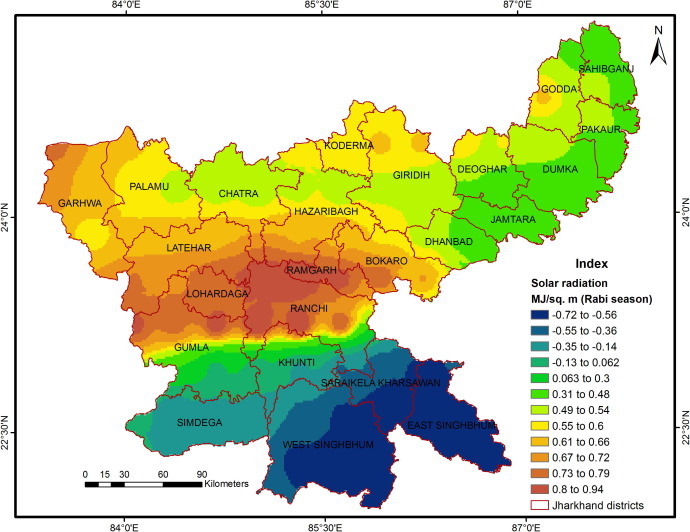 84°0'E 85°30'E 87°0'E
N
SAHIBGANJ
GODDA
PAKAUR
KODERMA
DEOGHAR
DUMKA
GIRIDIH
PALAMU
CHATRA
GARHWA
HAZARIBAGH
JAMTARA
24°0'N 24°0'N
DHANBAD
LATEHAR
BOKARO
RAMGARH
LOHARDAGA
RANCHI
GUMLA
KHUNTI
SARAIKELA KHARSAWAN
SIMDEGA
EAST SINGHBHUM
WEST SINGHBHUM
22°30'N 22°30'N
Index
Solar radiation
MJ/sq. m (Rabi season)
-0.72 to -0.56
-0.55 to -0.36
-0.35 to -0.14
-0.13 to 0.062
0.063 to 0.3
0.31 to 0.48
0.49 to 0.54
0.55 to 0.6
0.61 to 0.66
0.67 to 0.72
0.73 to 0.79
0.8 to 0.94
Jharkhand districts
0 15 30 60 90
Kilometers
84°0'E 85°30'E 87°0'E